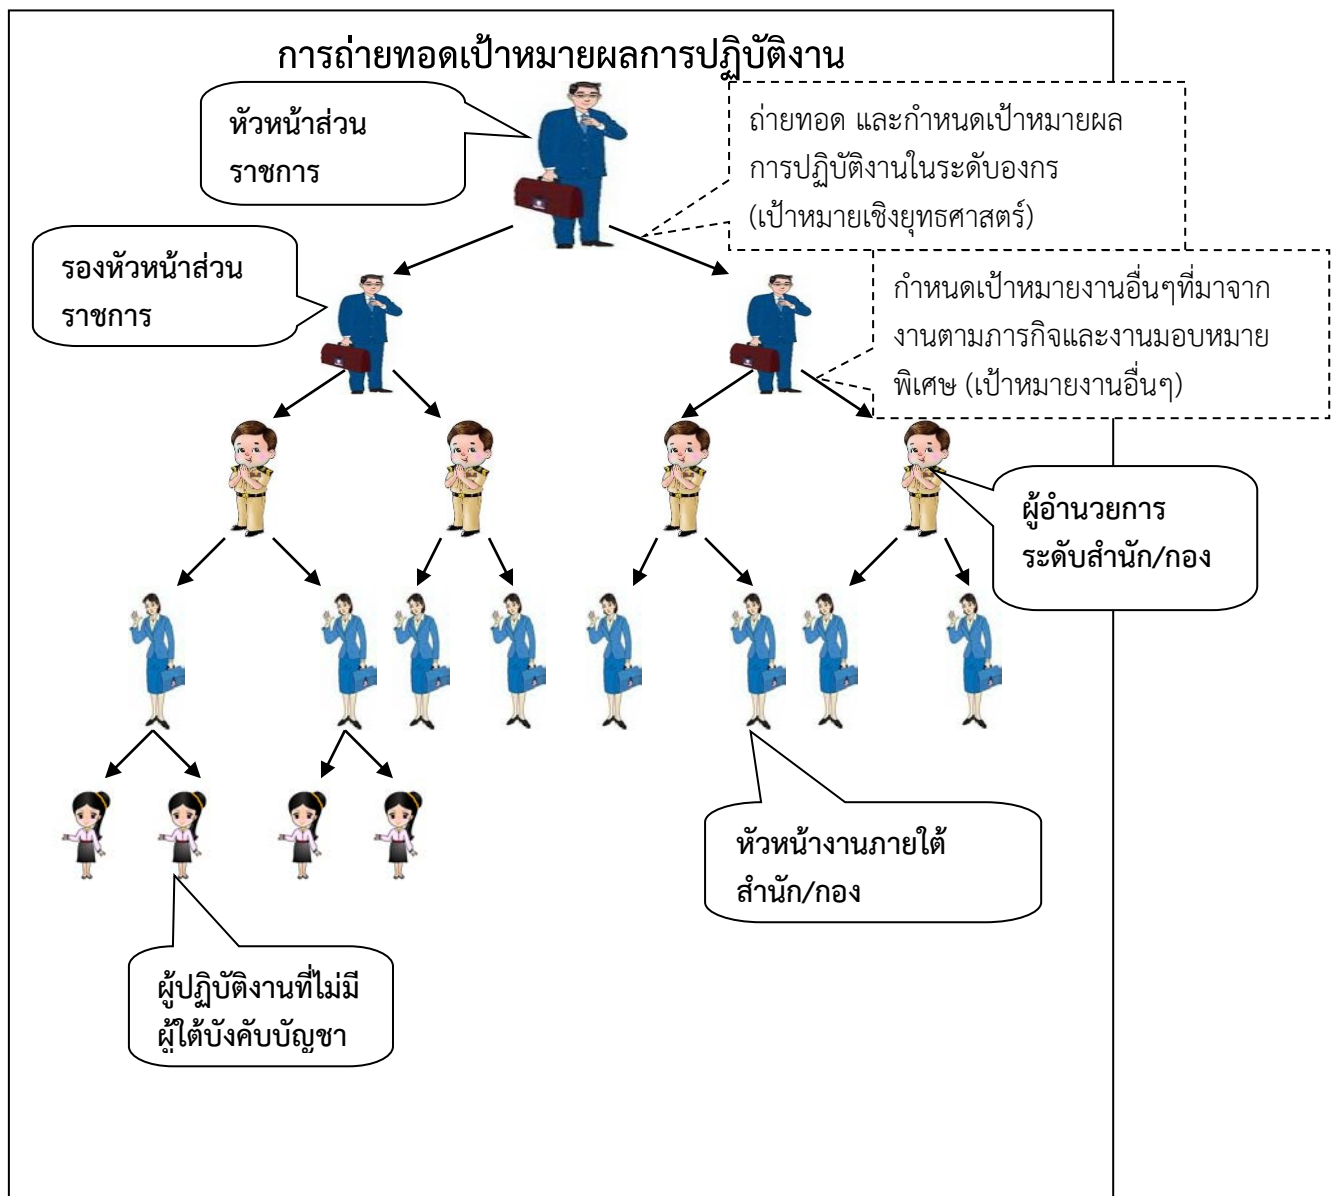 การถ่ายทอดเป้าหมายผลการปฏิบัติงาน
หัวหน้าส่วน
ราชการ
ถ่ายทอด และกำหนดเป้าหมายผล
การปฏิบัติงานในระดับองกร
(เป้าหมายเชิงยุทธศาสตร์)
รองหัวหน้าส่วน
ราชการ
กำหนดเป้าหมายงานอื่นๆที่มาจาก
งานตามภารกิจและงานมอบหมาย
พิเศษ (เป้าหมายงานอื่นๆ)
ผู้อำนวยการ
ระดับสำนัก/กอง
หัวหน้างานภายใต้
สำนัก/กอง
ผู้ปฏิบัติงานที่ไม่มี
ผู้ใต้บังคับบัญชา